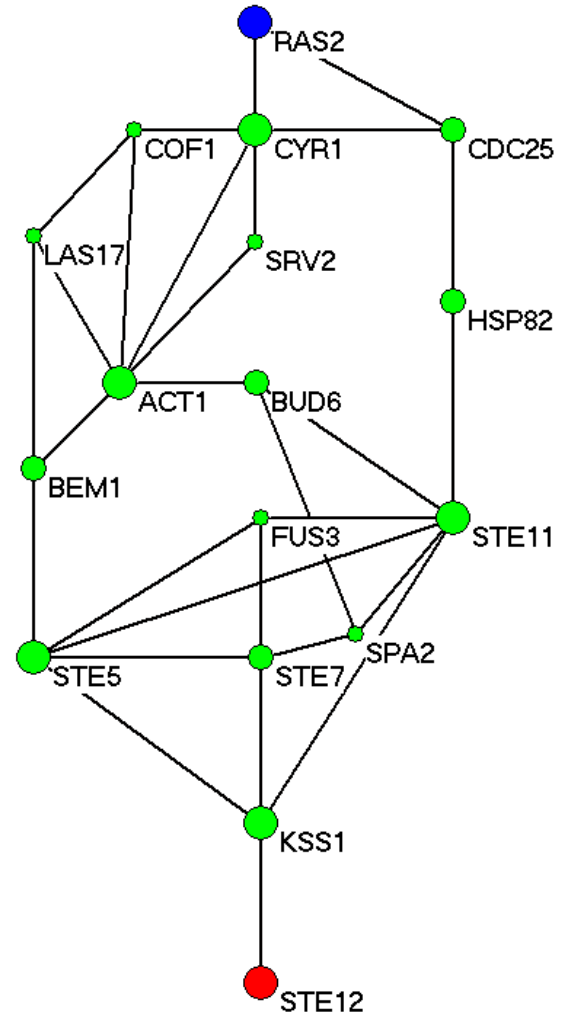 RAS2
COF1
CYR1
CDC25
LAS17
SRV2
HSP82
ACT1
BUD6
BEM1
FUS3
STE11
SPA2
STE5
STE7
KSS1
STE12